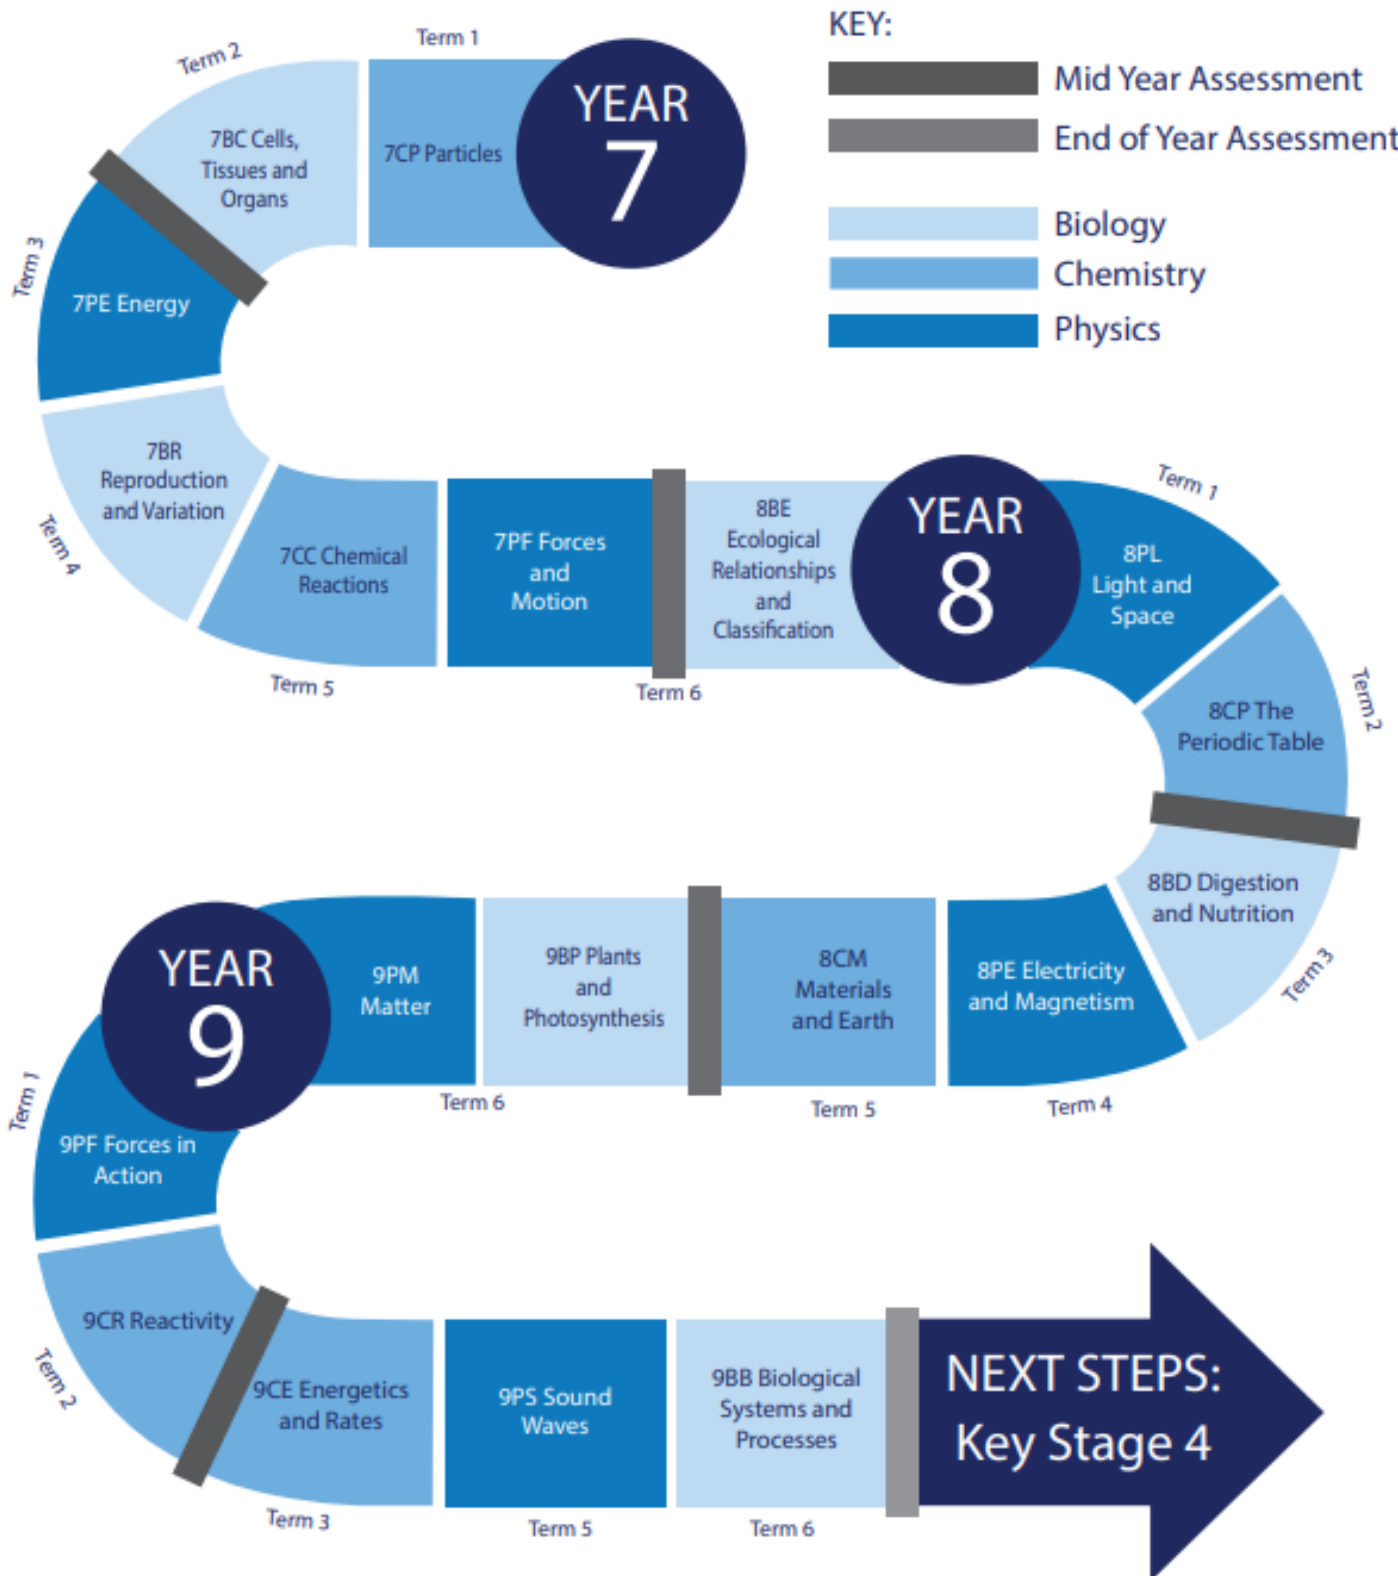 KEY:
Mid Year Assessment
End of Year Assessment
Biology
Chemistry
Physics
YEAR
7
Term 1
7CP Particles
Term 2
7BC Cells,
Tissues and
Organs
Term 3
7PE Energy
Term 4
7BR
Reproduction
and Variation
Term 5
7CC Chemical
Reactions
7PF Forces
and
Motion
Term 6
8BE
Ecological
Relationships
and
Classification
YEAR
8
Term 1
8PL
Light and
Space
Term 2
8CP The
Periodic Table
8BD Digestion
and Nutrition
Term 3
8PE Electricity
and Magnetism
Term 4
8CM
Materials
and Earth
Term 5
9BP Plants
and
Photosynthesis
Term 6
9PM
Matter
YEAR
9
Term 1
9PF Forces in
Action
9CR Reactivity
Term 2
9CE Energetics
and Rates
Term 3
9PS Sound
Waves
Term 5
9BB Biological
Systems and
Processes
Term 6
NEXT STEPS:
Key Stage 4